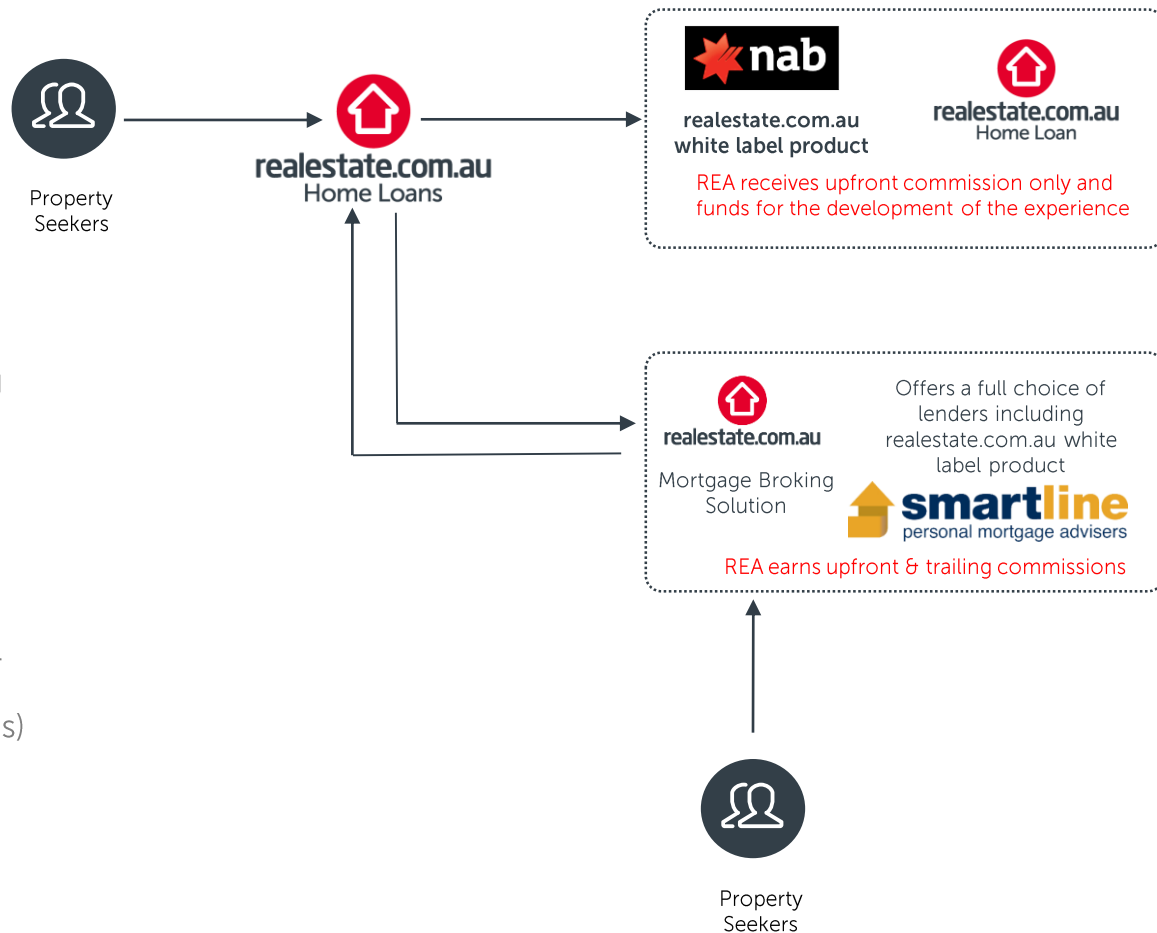 Property
Seekers
realestate.com.au
Home Loans
nab
realestate.com.au
white label product
realestate.com.au
Home Loan
REA receives upfront commission only and
funds for the development of the experience
realestate.com.au
Mortgage Broking
Solution
Offers a full choice of
lenders including
realestate.com.au white
label product
smartline
personal mortgage advisers
REA earns upfront & trailing commissions
s)
Property
Seekers